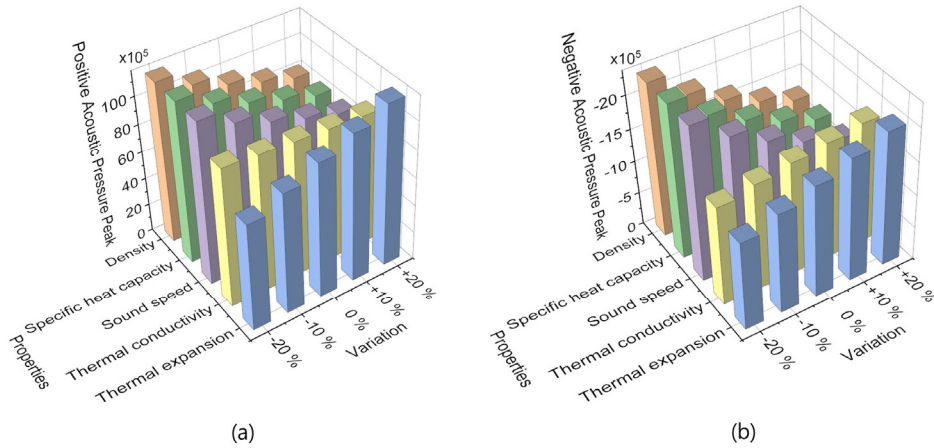 x10⁵
Positive Acoustic Pressure Peak
100
80
60
40
20
0
Density
Specific heat capacity
Sound speed
Thermal conductivity
Thermal expansion
Properties
-20 %
-10 %
0 %
+10 %
+20 %
Variation
(a)
x10⁵
Negative Acoustic Pressure Peak
-20
-15
-10
-5
0
Density
Specific heat capacity
Sound speed
Thermal conductivity
Thermal expansion
Properties
-20 %
-10 %
0 %
+10 %
+20 %
Variation
(b)